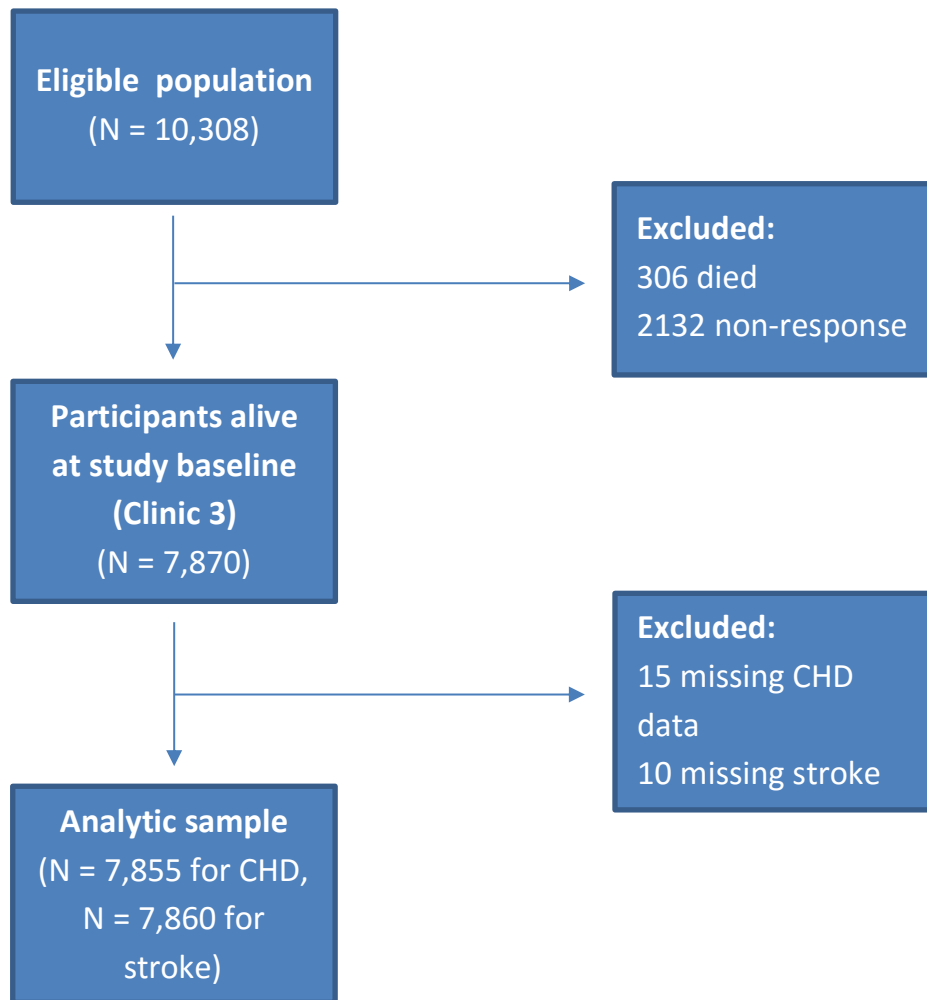 Eligible population
(N = 10,308)
Excluded:
306 died
2132 non-response
Participants alive
at study baseline
(Clinic 3)
(N = 7,870)
Excluded:
15 missing CHD
data
10 missing stroke
Analytic sample
(N = 7,855 for CHD,
N = 7,860 for
stroke)